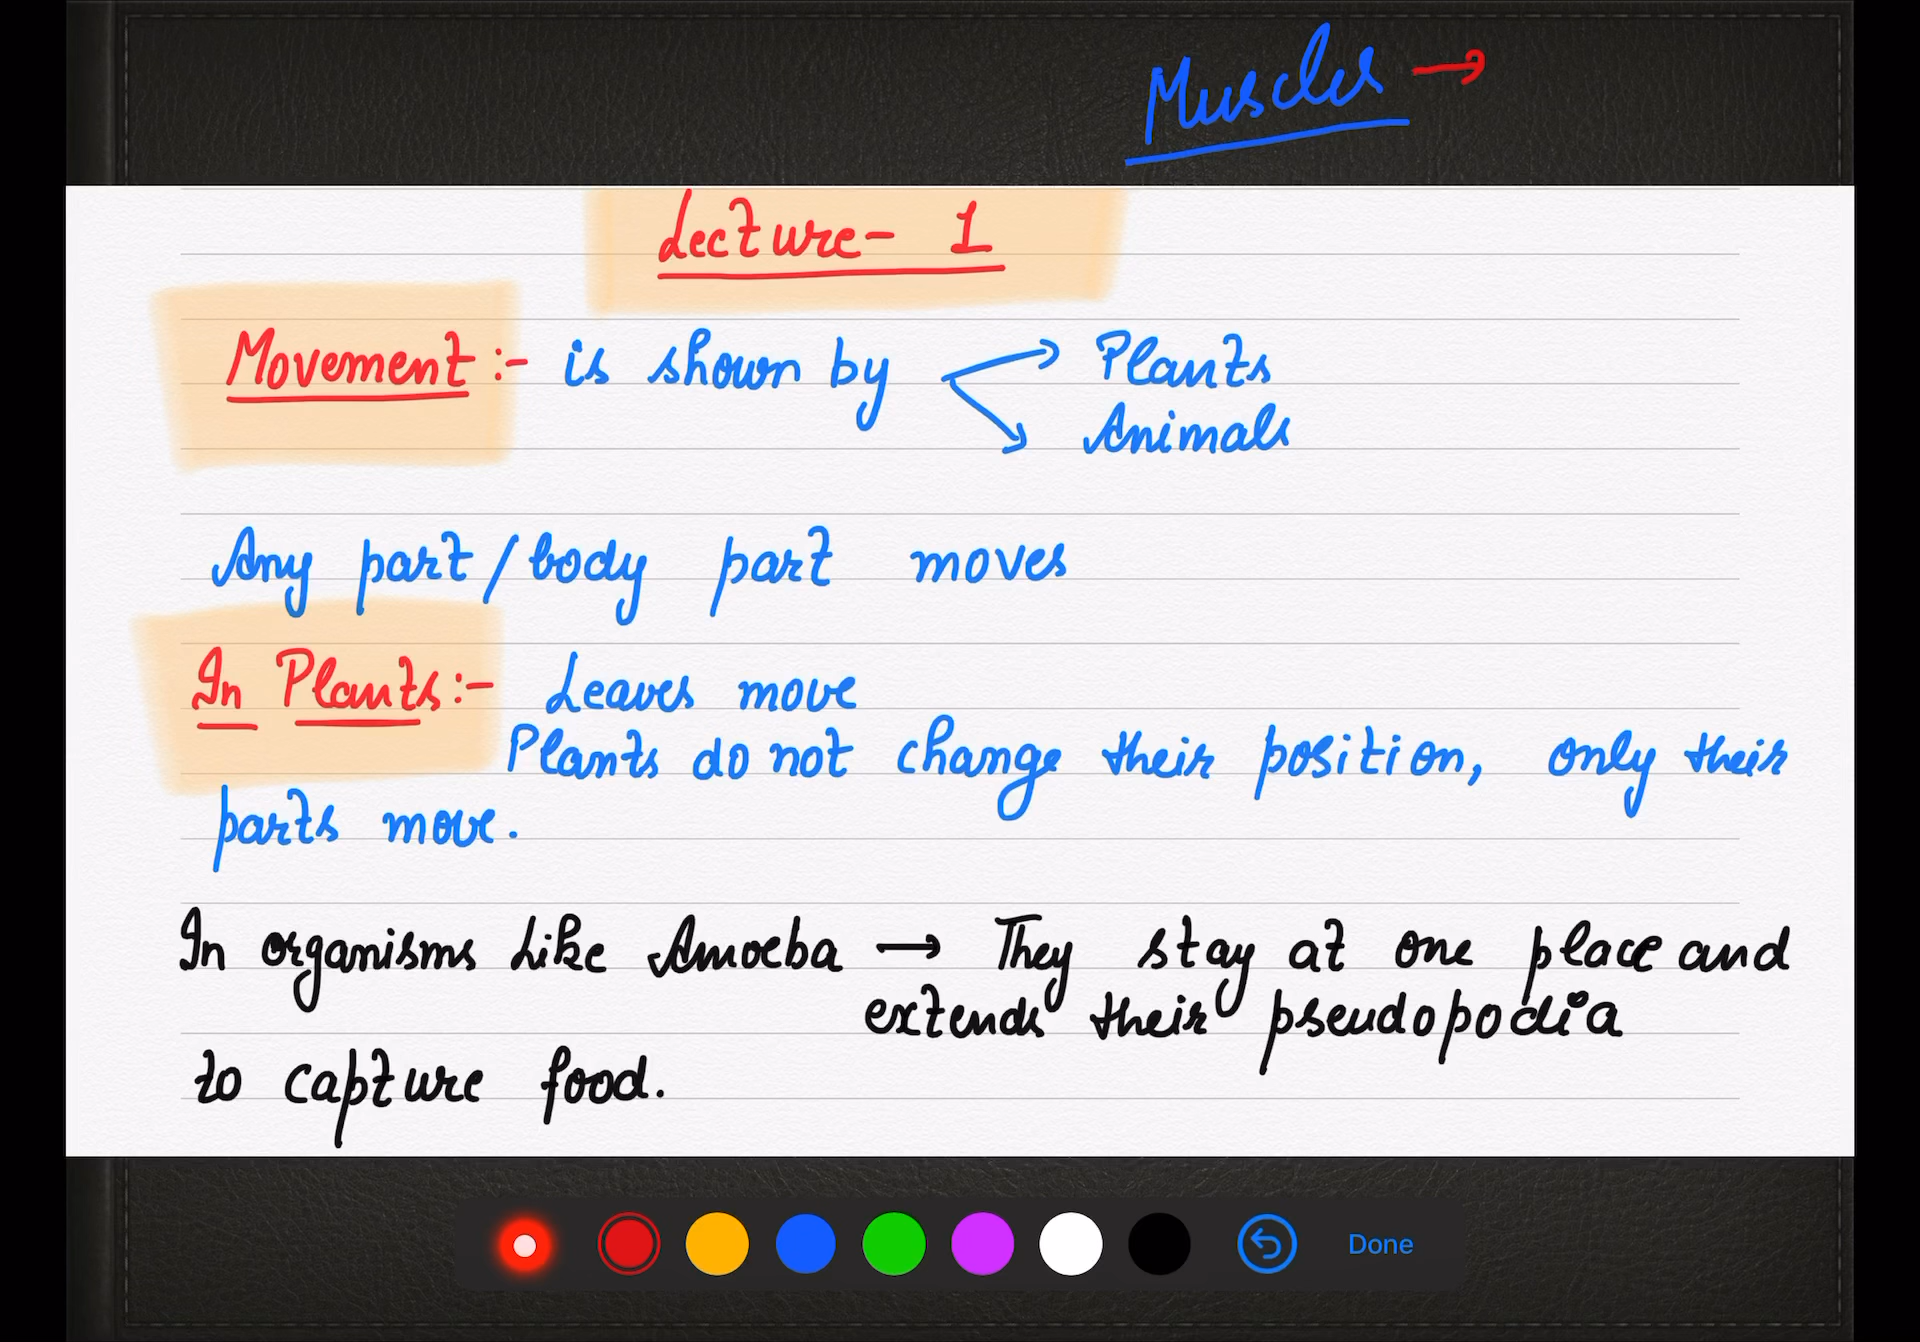 Muscles →
Lecture- 1
Movement :- is shown by Plants
Animals
Any part/body part moves
In Plants:- Leaves move
Plants do not change their position, only their
parts move.
In organisms like Amoeba → They stay at one place and
extends their pseudopodia
to capture food.
Done